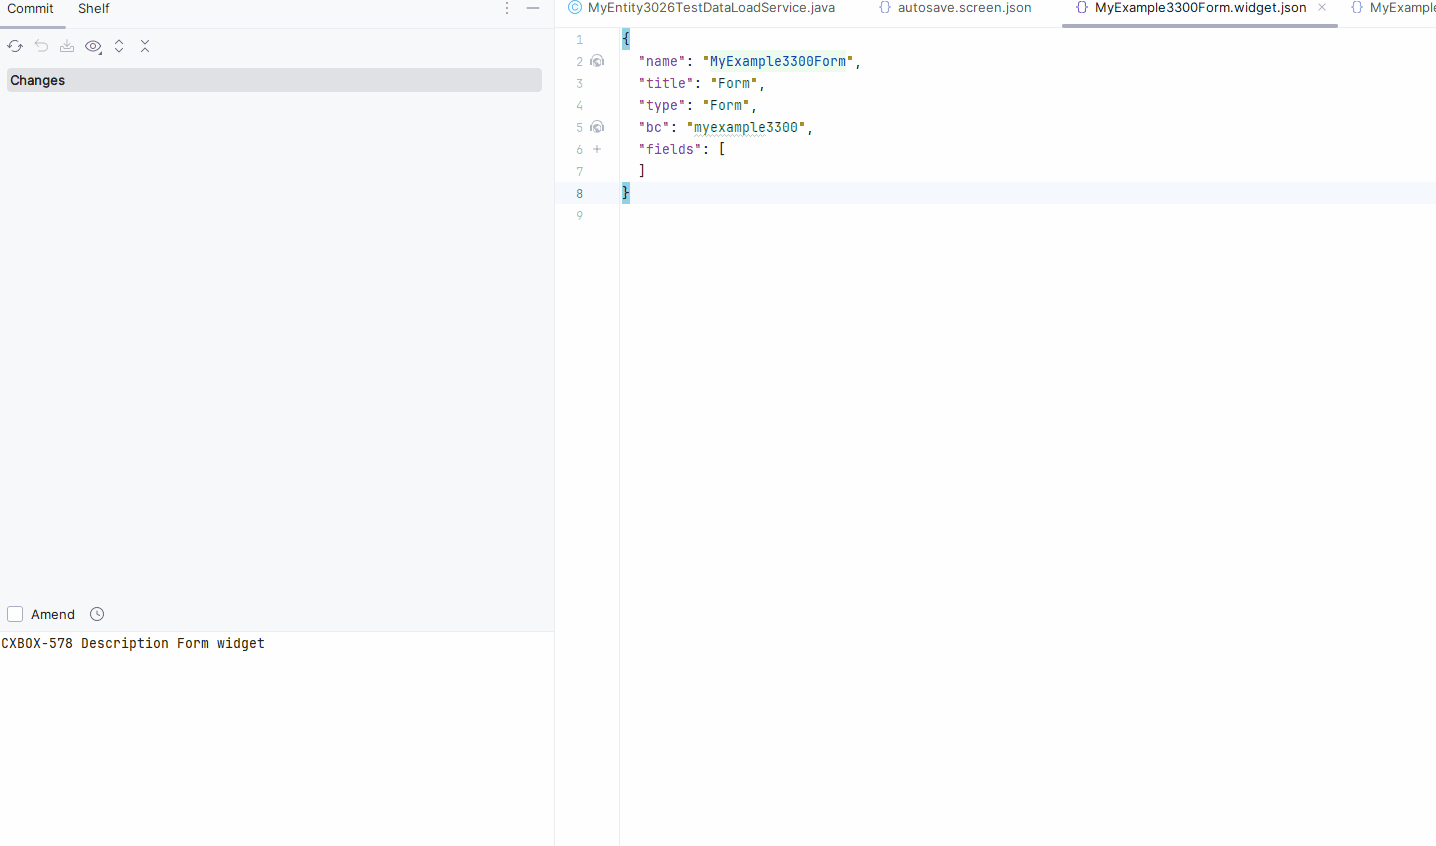 Commit Shelf
Changes
Amend
CXBOX-578 Description Form widget
MyEntity3026TestDataLoadService.java autosave.screen.json MyExample3300Form.widget.json MyExample
1 {
2 "name": "MyExample3300Form",
3 "title": "Form",
4 "type": "Form",
5 "bc": "myexample3300",
6 "fields": [
7 ]
8 }
9